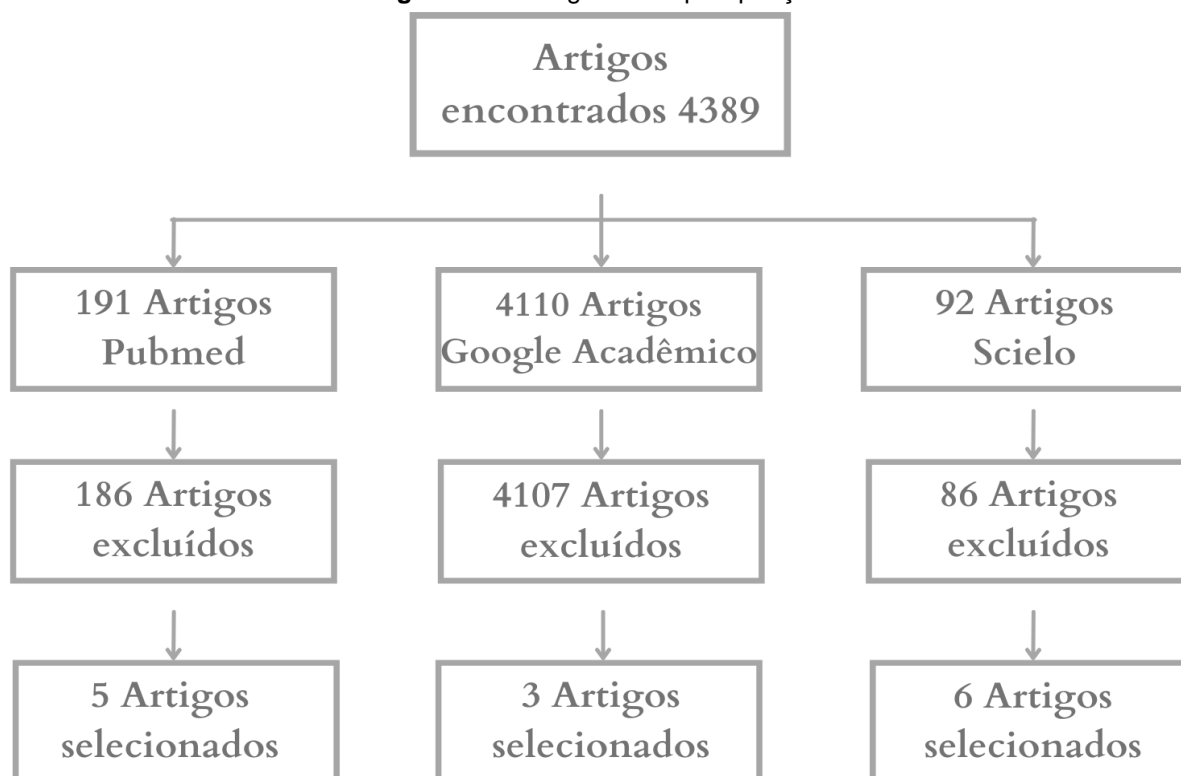 Artigos
encontrados 4389
191 Artigos
Pubmed
4110 Artigos
Google Acadêmico
92 Artigos
Scielo
186 Artigos
excluídos
4107 Artigos
excluídos
86 Artigos
excluídos
5 Artigos
selecionados
3 Artigos
selecionados
6 Artigos
selecionados